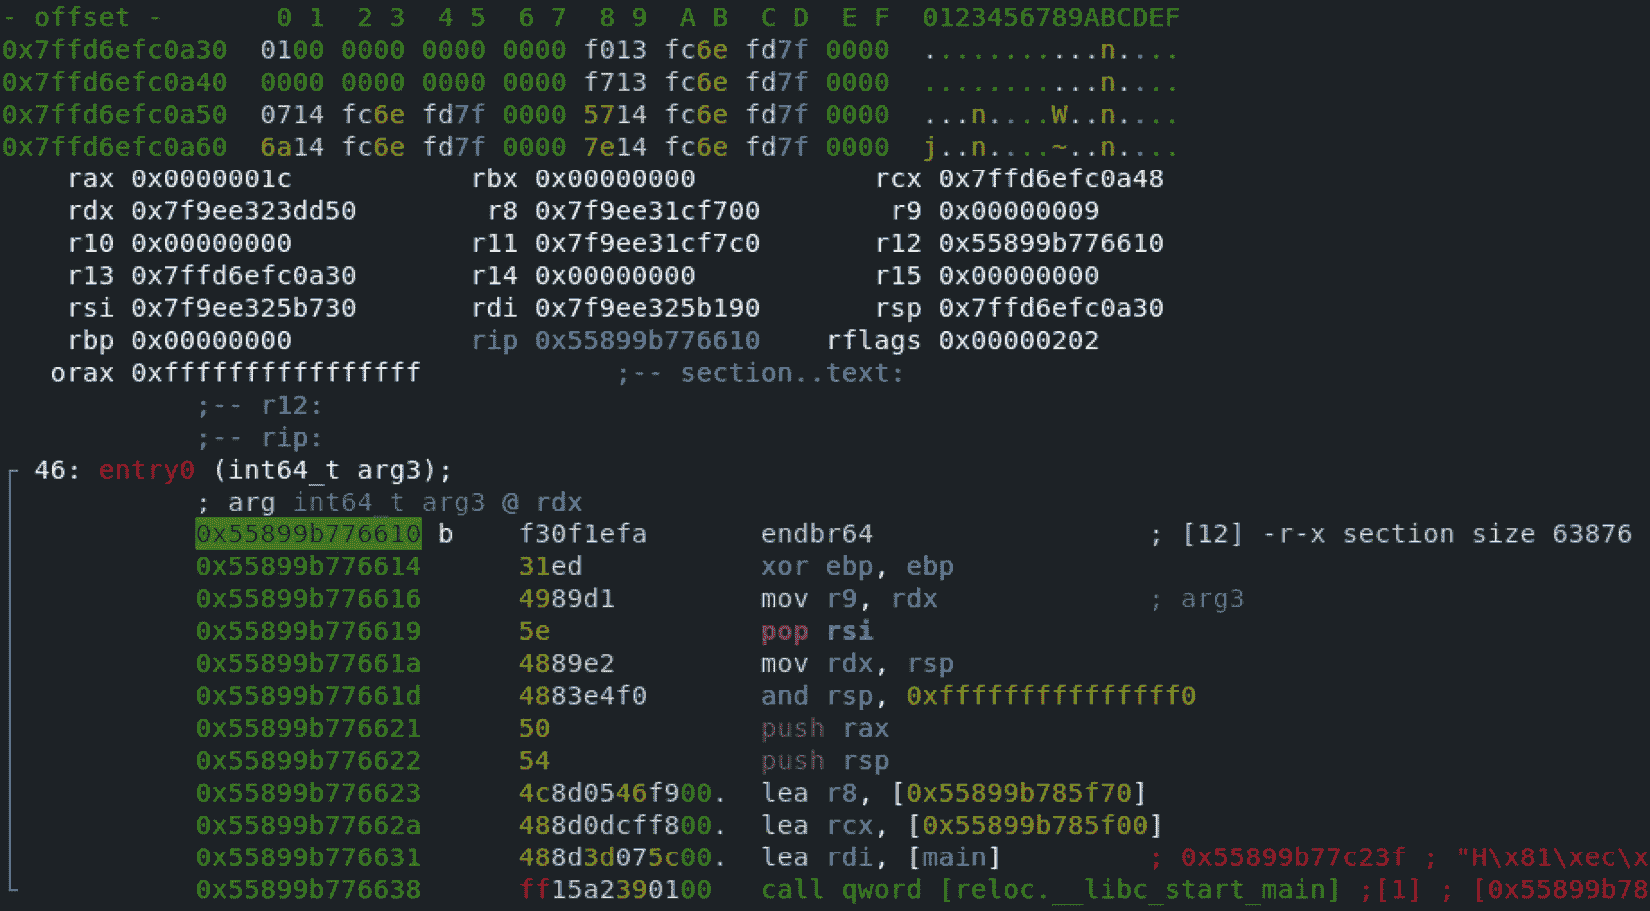 - offset -       0 1  2 3  4 5  6 7  8 9  A B  C D  E F  0123456789ABCDEF
0x7ffd6efc0a30  0100 0000 0000 0000 f013 fc6e fd7f 0000  ...........n....
0x7ffd6efc0a40  0000 0000 0000 0000 f713 fc6e fd7f 0000  ...........n....
0x7ffd6efc0a50  0714 fc6e fd7f 0000 5714 fc6e fd7f 0000  ...n....W..n....
0x7ffd6efc0a60  6a14 fc6e fd7f 0000 7e14 fc6e fd7f 0000  j..n....~..n....
    rax 0x0000001c           rbx 0x00000000           rcx 0x7ffd6efc0a48
    rdx 0x7f9ee323dd50        r8 0x7f9ee31cf700        r9 0x00000009
    r10 0x00000000           r11 0x7f9ee31cf7c0       r12 0x55899b776610
    r13 0x7ffd6efc0a30       r14 0x00000000           r15 0x00000000
    rsi 0x7f9ee325b730       rdi 0x7f9ee325b190       rsp 0x7ffd6efc0a30
    rbp 0x00000000           rip 0x55899b776610    rflags 0x00000202
   orax 0xffffffffffffffff            ;-- section..text:
            ;-- r12:
            ;-- rip:
┌ 46: entry0 (int64_t arg3);
│           ; arg int64_t arg3 @ rdx
│           0x55899b776610 b    f30f1efa       endbr64                 ; [12] -r-x section size 63876
│           0x55899b776614      31ed           xor ebp, ebp
│           0x55899b776616      4989d1         mov r9, rdx             ; arg3
│           0x55899b776619      5e             pop rsi
│           0x55899b77661a      4889e2         mov rdx, rsp
│           0x55899b77661d      4883e4f0       and rsp, 0xfffffffffffffff0
│           0x55899b776621      50             push rax
│           0x55899b776622      54             push rsp
│           0x55899b776623      4c8d0546f900.  lea r8, [0x55899b785f70]
│           0x55899b77662a      488d0dcff800.  lea rcx, [0x55899b785f00]
│           0x55899b776631      488d3d075c00.  lea rdi, [main]         ; 0x55899b77c23f ; "H\x81\xec\x
└           0x55899b776638      ff15a2390100   call qword [reloc.__libc_start_main] ;[1] ; [0x55899b78